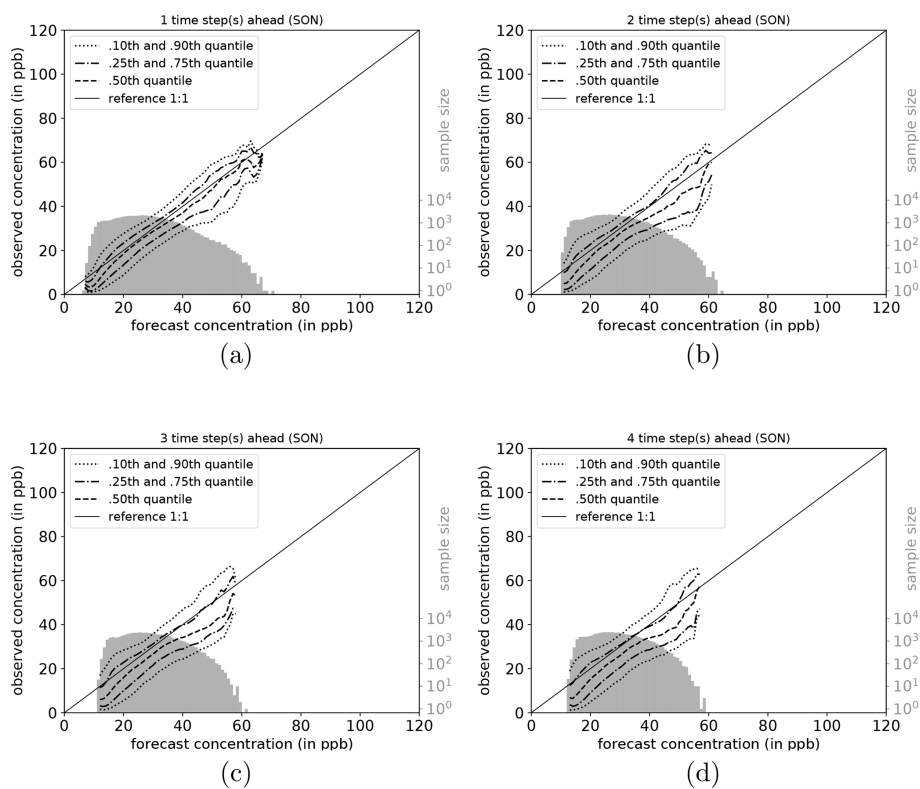 1 time step(s) ahead (SON)
120
100
80
60
40
20
0
observed concentration (in ppb)
.10th and .90th quantile
.25th and .75th quantile
.50th quantile
reference 1:1
sample size
10⁴
10³
10²
10¹
10⁰
0 20 40 60 80 100 120
forecast concentration (in ppb)
(a)
2 time step(s) ahead (SON)
120
100
80
60
40
20
0
observed concentration (in ppb)
.10th and .90th quantile
.25th and .75th quantile
.50th quantile
reference 1:1
sample size
10⁴
10³
10²
10¹
10⁰
0 20 40 60 80 100 120
forecast concentration (in ppb)
(b)
3 time step(s) ahead (SON)
120
100
80
60
40
20
0
observed concentration (in ppb)
.10th and .90th quantile
.25th and .75th quantile
.50th quantile
reference 1:1
sample size
10⁴
10³
10²
10¹
10⁰
0 20 40 60 80 100 120
forecast concentration (in ppb)
(c)
4 time step(s) ahead (SON)
120
100
80
60
40
20
0
observed concentration (in ppb)
.10th and .90th quantile
.25th and .75th quantile
.50th quantile
reference 1:1
sample size
10⁴
10³
10²
10¹
10⁰
0 20 40 60 80 100 120
forecast concentration (in ppb)
(d)